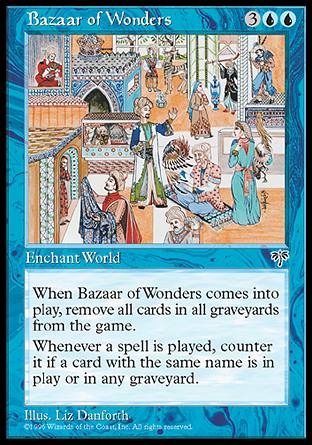 Bazaar of Wonders 3
Enchant World
When Bazaar of Wonders comes into
play, remove all cards in all graveyards
from the game.
Whenever a spell is played, counter
it if a card with the same name is in
play or in any graveyard.
Illus. Liz Danforth
© 1996 Wizards of the Coast, Inc. All rights reserved.